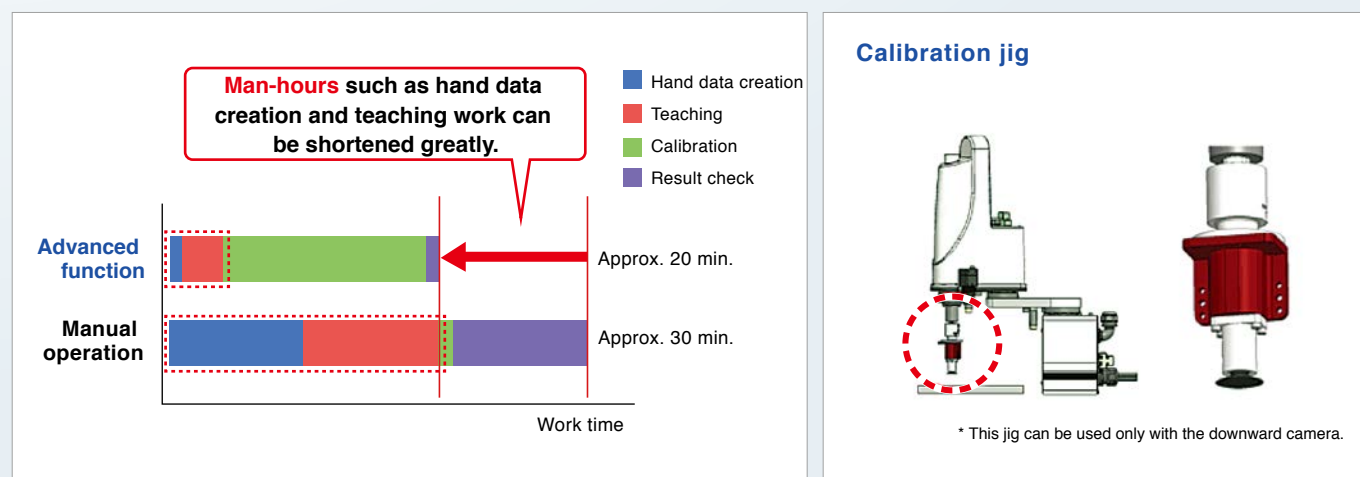 Man-hours such as hand data
creation and teaching work can
be shortened greatly.
Hand data creation
Teaching
Calibration
Result check
Advanced
function
Approx. 20 min.
Manual
operation
Approx. 30 min.
Work time
Calibration jig
* This jig can be used only with the downward camera.